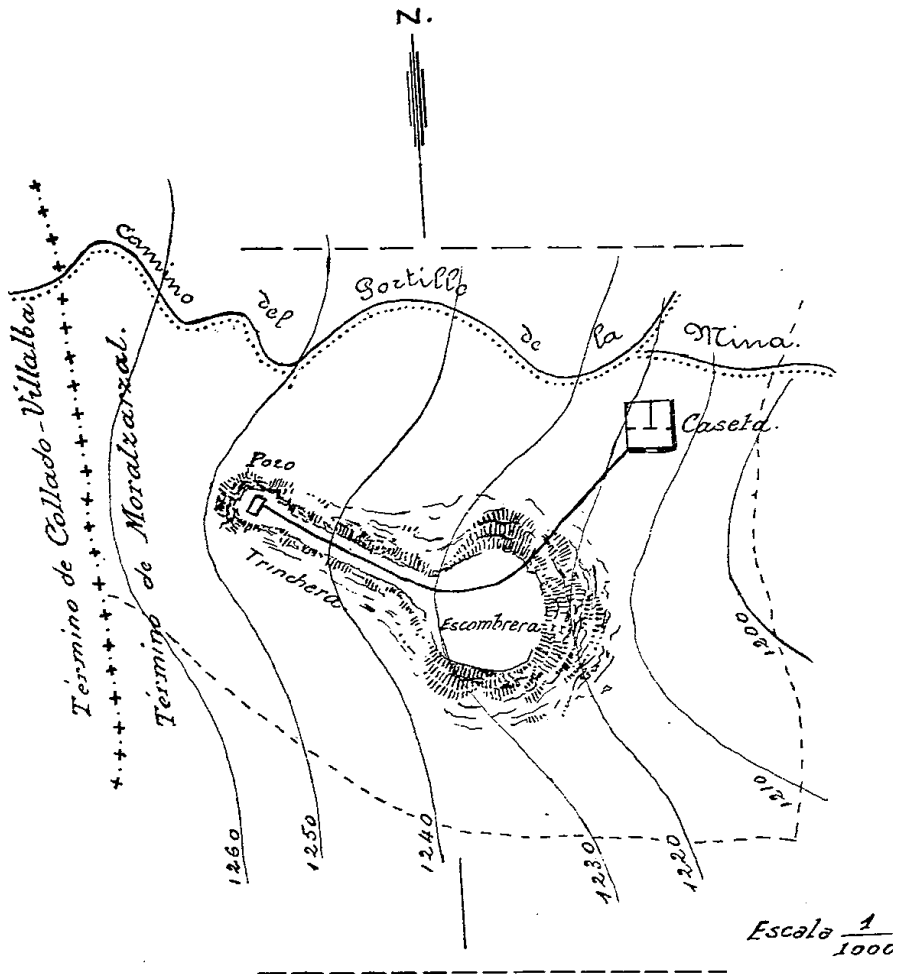 N.
Camino del Portillo de la Mina.
Término de Collado-Villalba
Término de Moralzarzal.
Caseta.
Pozo
Trinchera
Escombrera
1200
1210
1260
1250
1240
1230
1220
Escala 1/1000